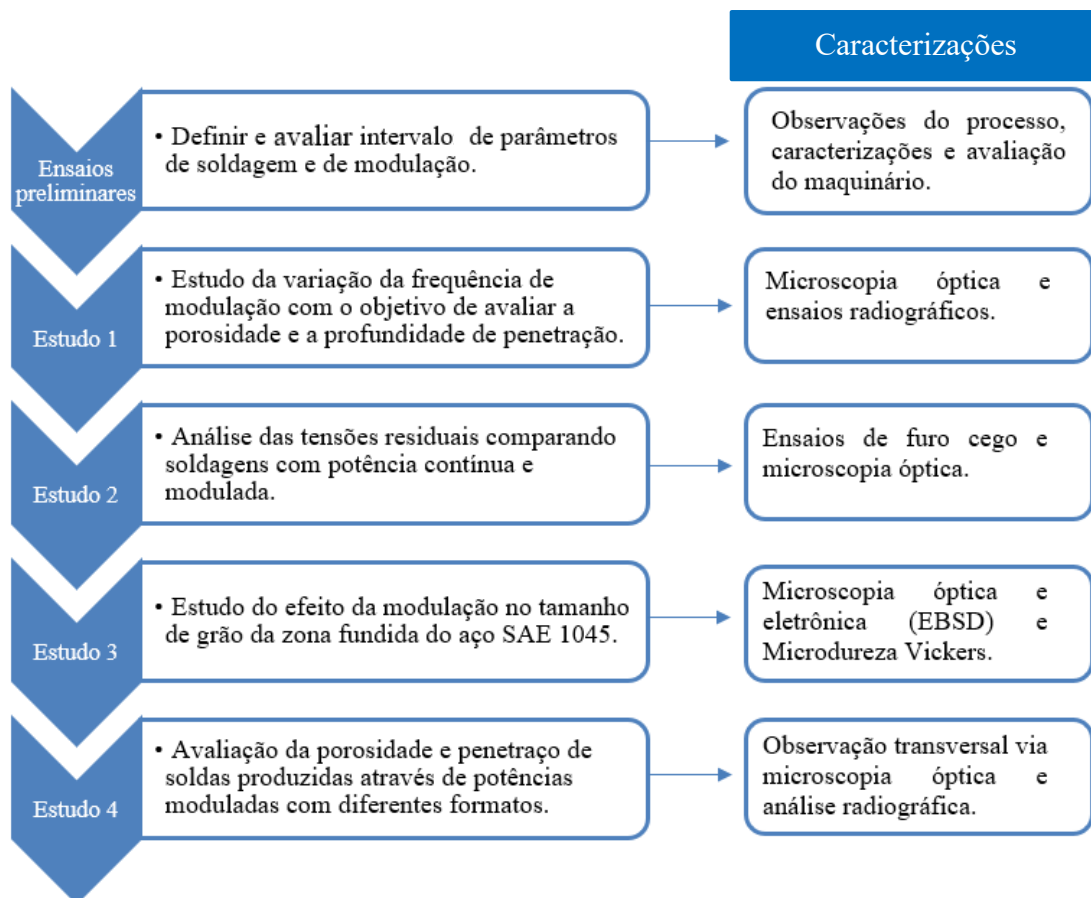 Caracterizações
Ensaios
preliminares
• Definir e avaliar intervalo de parâmetros
de soldagem e de modulação.
Observações do processo,
caracterizações e avaliação
do maquinário.
Estudo 1
• Estudo da variação da frequência de
modulação com o objetivo de avaliar a
porosidade e a profundidade de penetração.
Microscopia óptica e
ensaios radiográficos.
Estudo 2
• Análise das tensões residuais comparando
soldagens com potência contínua e
modulada.
Ensaios de furo cego e
microscopia óptica.
Estudo 3
• Estudo do efeito da modulação no tamanho
de grão da zona fundida do aço SAE 1045.
Microscopia óptica e
eletrônica (EBSD) e
Microdureza Vickers.
Estudo 4
• Avaliação da porosidade e penetraço de
soldas produzidas através de potências
moduladas com diferentes formatos.
Observação transversal via
microscopia óptica e
análise radiográfica.